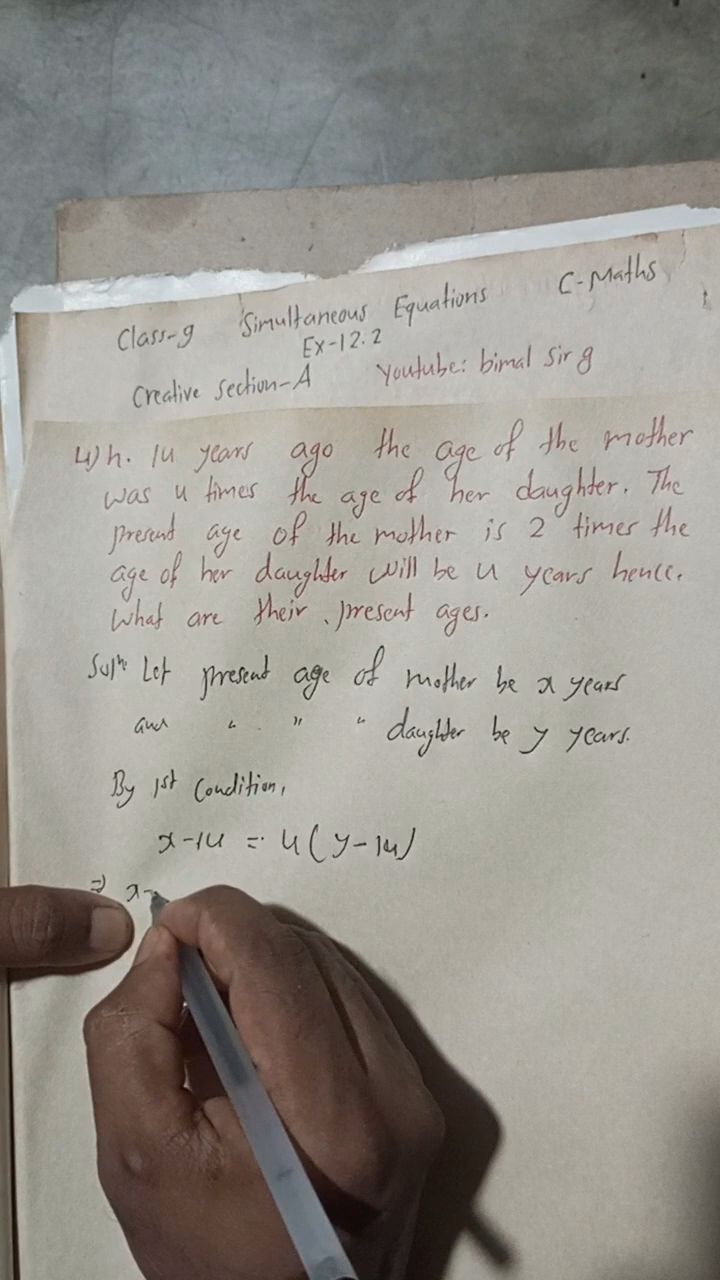 Class-9 Simultaneous Equations C-Maths
Ex-12.2
Creative Section-A Youtube: bimal Sir g
4)h. 14 years ago the age of the mother
was 4 times the age of her daughter. The
present age of the mother is 2 times the
age of her daughter will be 4 years hence.
What are their present ages.
Solⁿ Let present age of mother be x years
and " " " daughter be y years.
By 1st Condition,
x-14 = 4(y-14)
⇒ x-